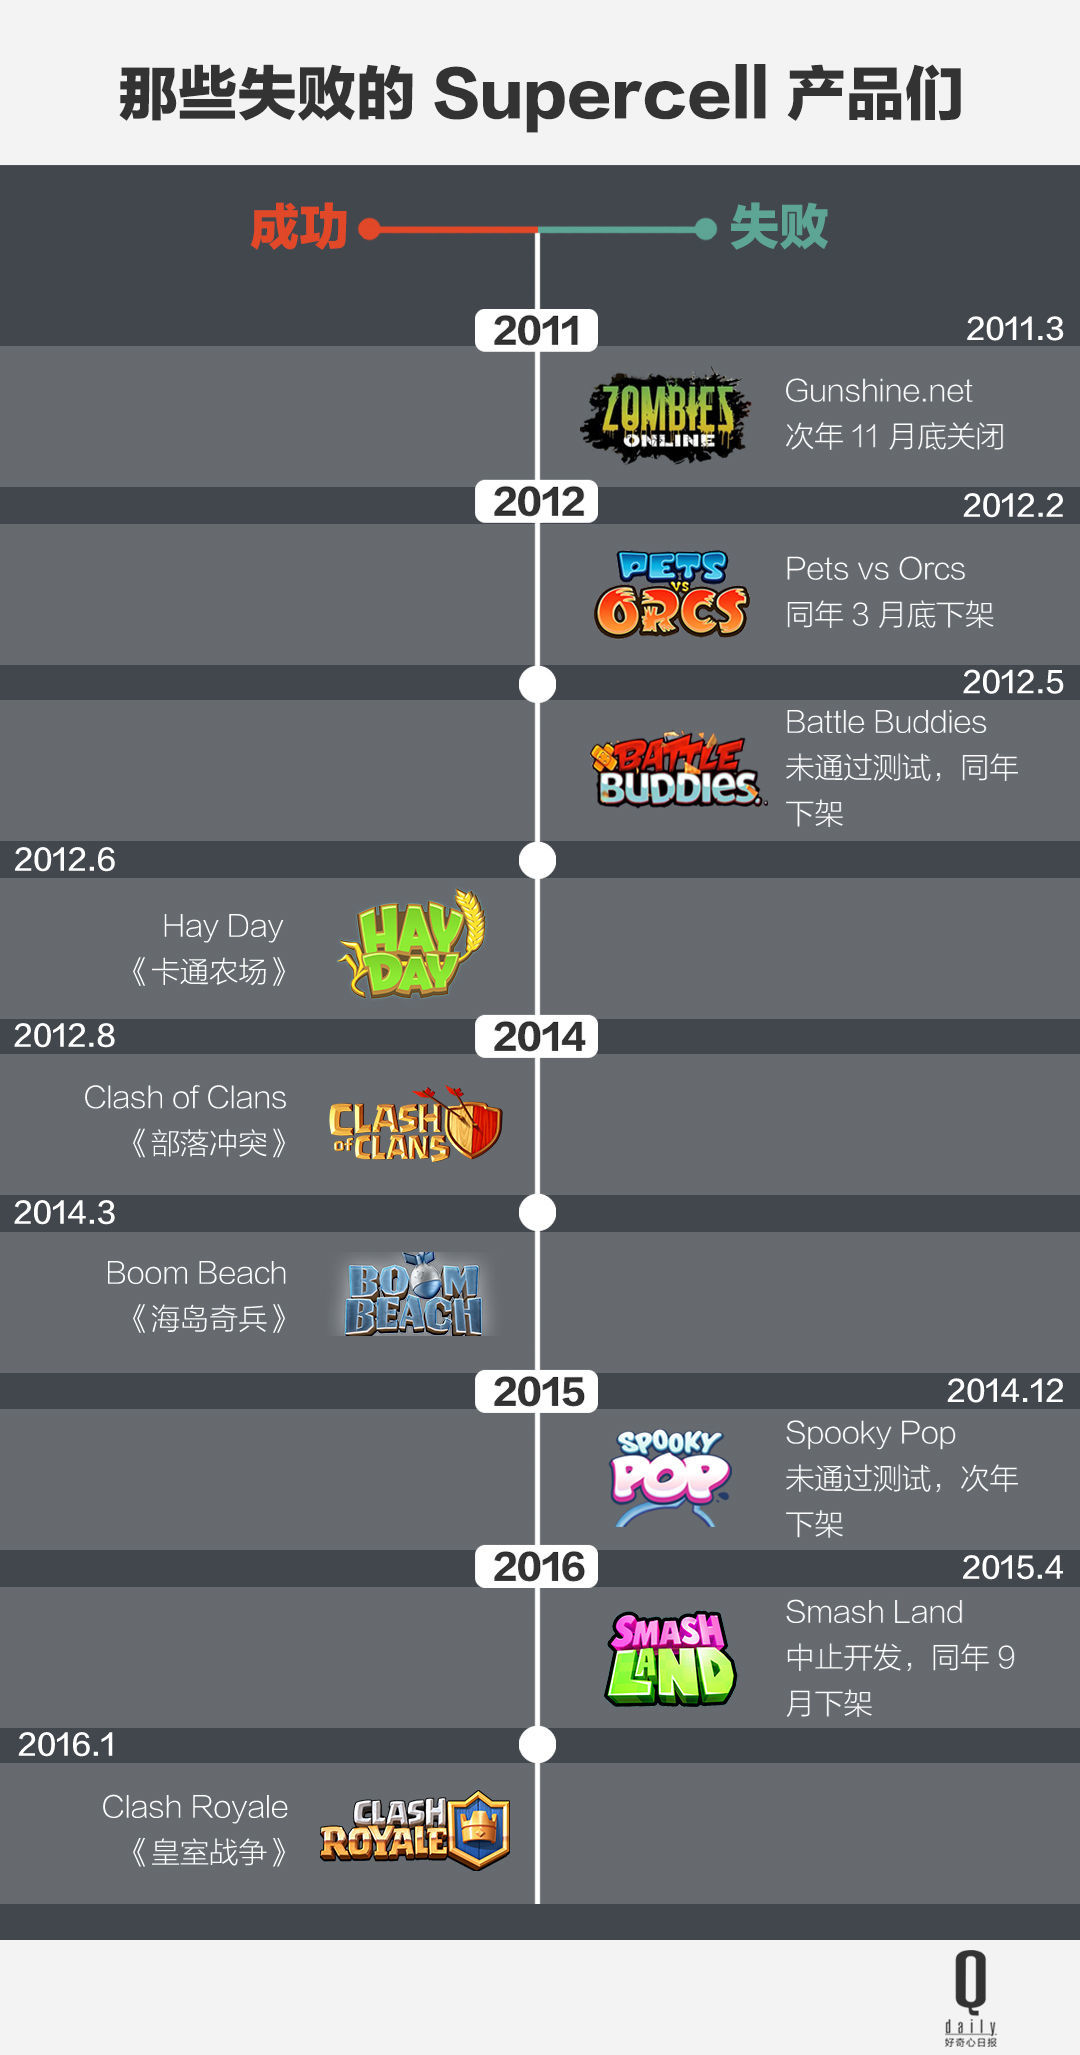 那些失败的 Supercell 产品们
成功
失败
2011
2011.3
ZOMBIES
ONLINE
Gunshine.net
次年 11 月底关闭
2012
2012.2
PETS
VS
ORCS
Pets vs Orcs
同年 3 月底下架
2012.5
BATTLE
BUDDIES
Battle Buddies
未通过测试，同年
下架
2012.6
Hay Day
《卡通农场》
HAY
DAY
2012.8
2014
Clash of Clans
《部落冲突》
CLASH
of CLANS
2014.3
Boom Beach
《海岛奇兵》
BOOM
BEACH
2015
2014.12
SPOOKY
POP
Spooky Pop
未通过测试，次年
下架
2016
2015.4
SMASH
LAND
Smash Land
中止开发，同年 9
月下架
2016.1
Clash Royale
《皇室战争》
CLASH
ROYALE
Q
daily
好奇心日报